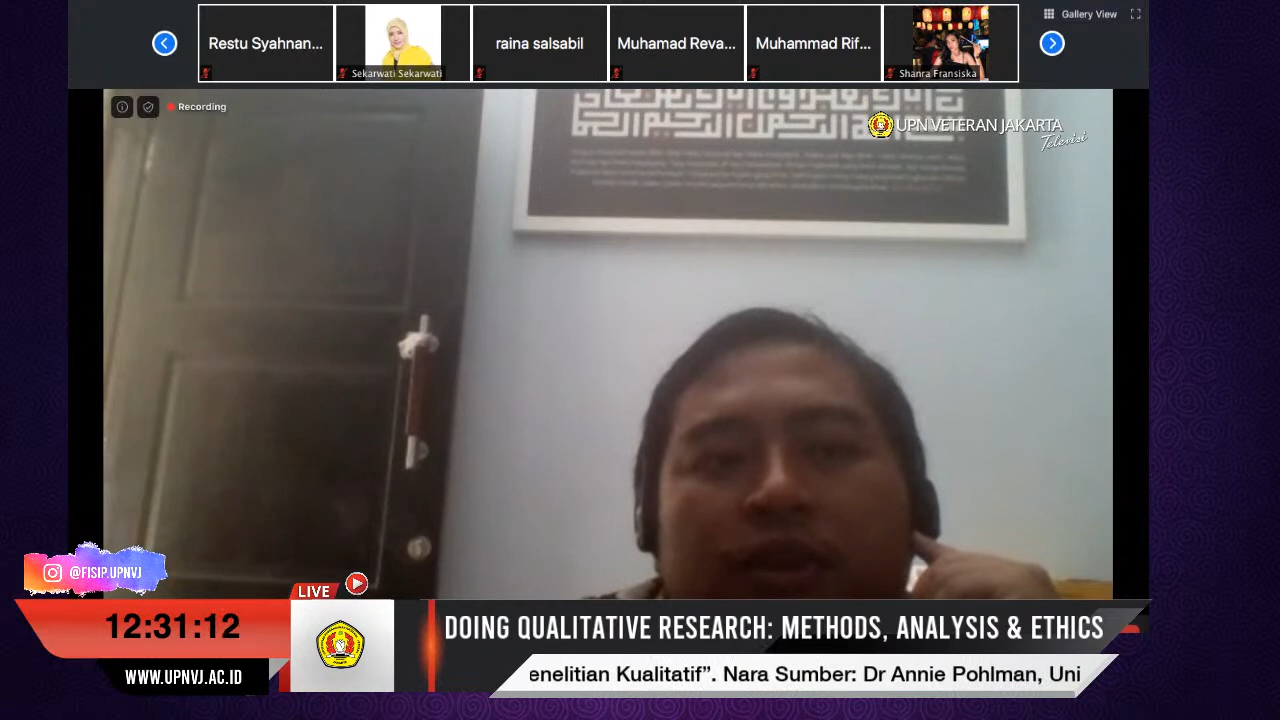 Restu Syahnan...
Sekarwati Sekarwati
raina salsabil
Muhamad Reva...
Muhammad Rif...
Shanra Fransiska
Gallery View
Recording
UPN VETERAN JAKARTA
Televisi
@FISIP.UPNVJ
LIVE
12:31:12
DOING QUALITATIVE RESEARCH: METHODS, ANALYSIS & ETHICS
WWW.UPNVJ.AC.ID
enelitian Kualitatif”. Nara Sumber: Dr Annie Pohlman, Uni